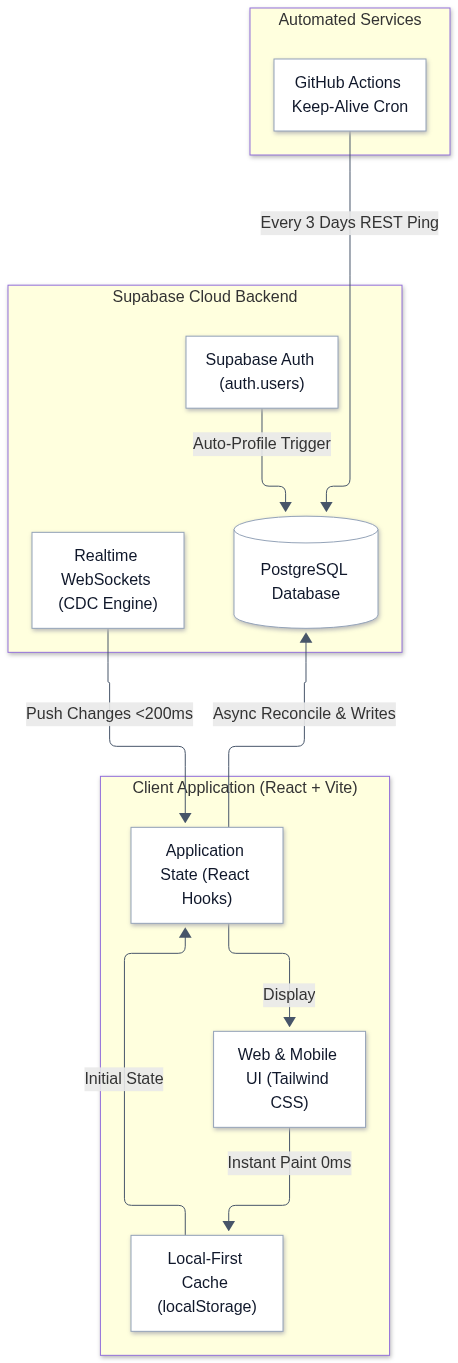 Automated Services
GitHub Actions
Keep-Alive Cron
Every 3 Days REST Ping
Supabase Cloud Backend
Supabase Auth
(auth.users)
Auto-Profile Trigger
Realtime
WebSockets
(CDC Engine)
PostgreSQL
Database
Push Changes <200ms
Async Reconcile & Writes
Client Application (React + Vite)
Application
State (React
Hooks)
Display
Web & Mobile
UI (Tailwind
CSS)
Initial State
Instant Paint 0ms
Local-First
Cache
(localStorage)